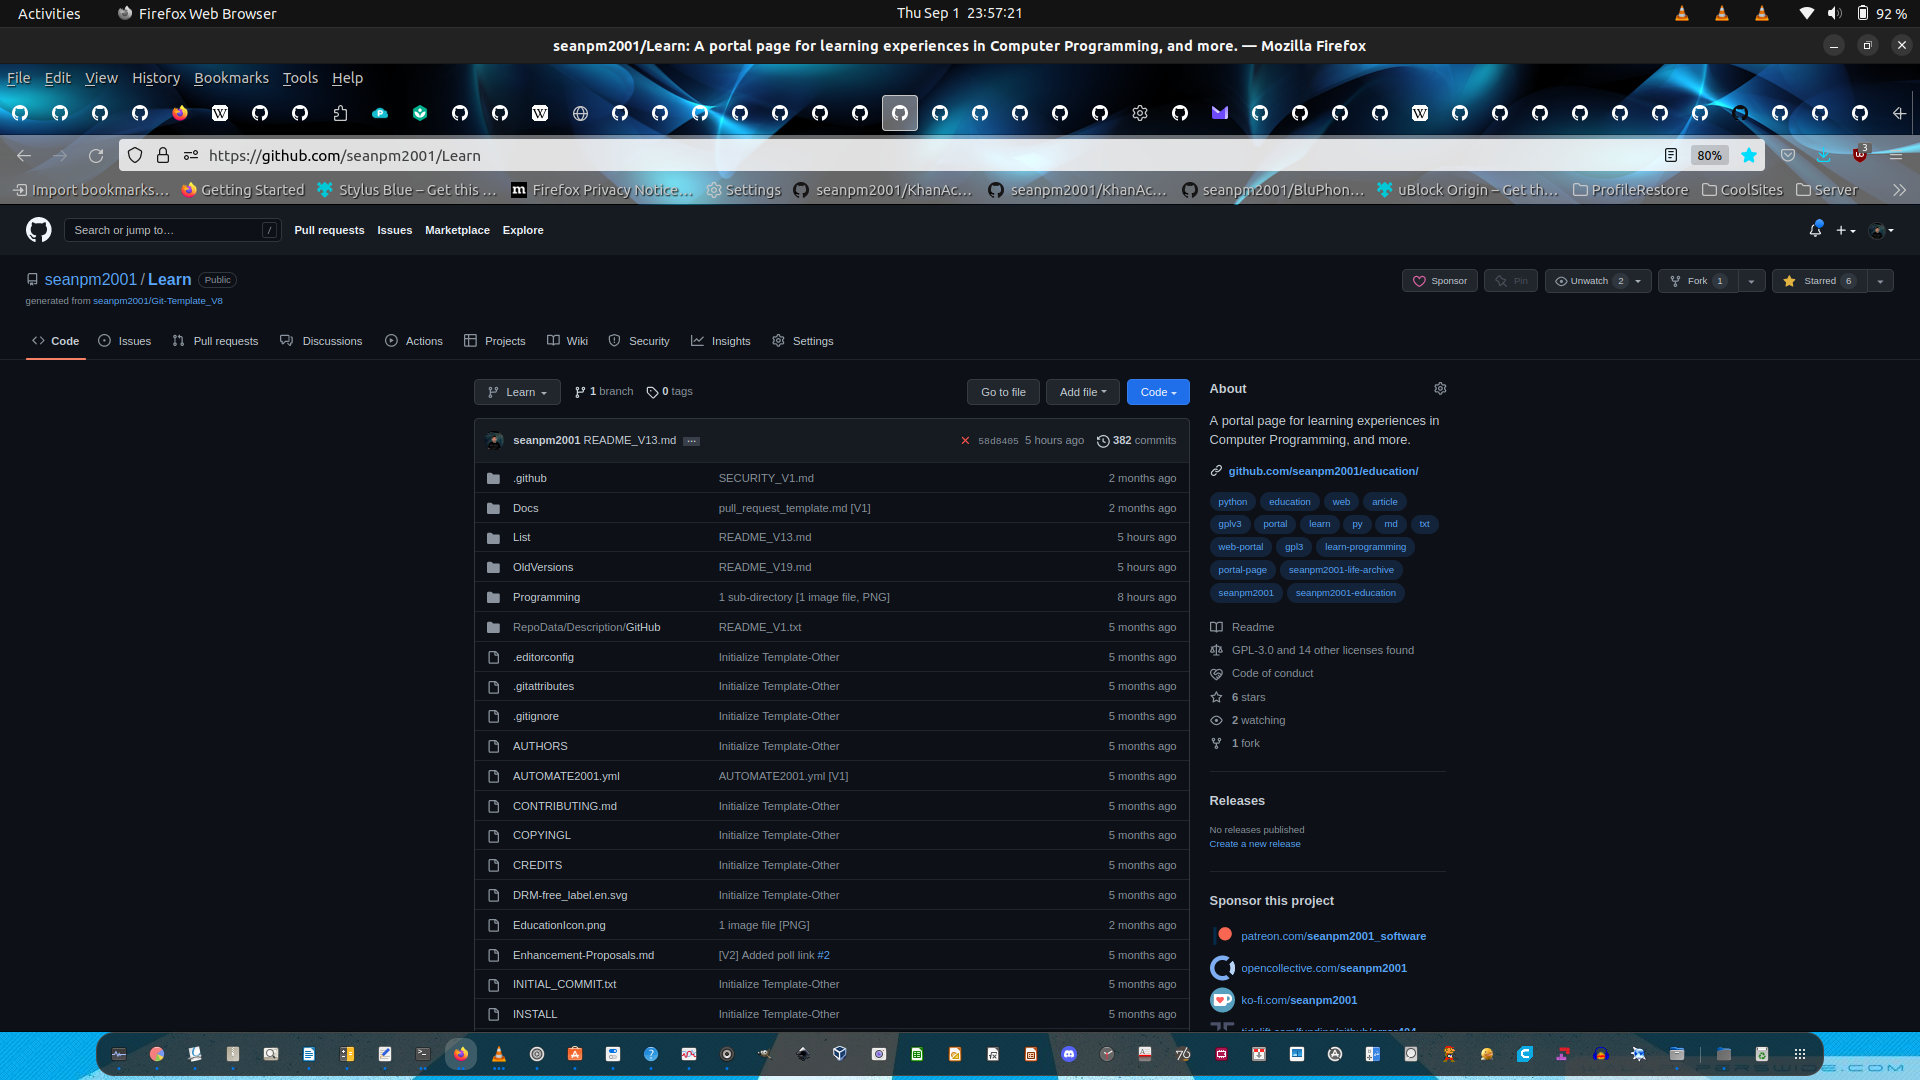 Activities Firefox Web Browser Thu Sep 1 23:57:21 92 %
seanpm2001/Learn: A portal page for learning experiences in Computer Programming, and more. — Mozilla Firefox
File Edit View History Bookmarks Tools Help
https://github.com/seanpm2001/Learn 80% 3
Import bookmarks… Getting Started Stylus Blue – Get this … Firefox Privacy Notice… Settings seanpm2001/KhanAc… seanpm2001/KhanAc… seanpm2001/BluPhon… uBlock Origin – Get th… ProfileRestore CoolSites Server
Search or jump to… / Pull requests Issues Marketplace Explore
seanpm2001 / Learn Public Sponsor Pin Unwatch 2 Fork 1 Starred 6
generated from seanpm2001/Git-Template_V8
Code Issues Pull requests Discussions Actions Projects Wiki Security Insights Settings
Learn 1 branch 0 tags Go to file Add file Code
seanpm2001 README_V13.md … 58d8405 5 hours ago 382 commits
.github SECURITY_V1.md 2 months ago
Docs pull_request_template.md [V1] 2 months ago
List README_V13.md 5 hours ago
OldVersions README_V19.md 5 hours ago
Programming 1 sub-directory [1 image file, PNG] 8 hours ago
RepoData/Description/GitHub README_V1.txt 5 months ago
.editorconfig Initialize Template-Other 5 months ago
.gitattributes Initialize Template-Other 5 months ago
.gitignore Initialize Template-Other 5 months ago
AUTHORS Initialize Template-Other 5 months ago
AUTOMATE2001.yml AUTOMATE2001.yml [V1] 5 months ago
CONTRIBUTING.md Initialize Template-Other 5 months ago
COPYINGL Initialize Template-Other 5 months ago
CREDITS Initialize Template-Other 5 months ago
DRM-free_label.en.svg Initialize Template-Other 5 months ago
EducationIcon.png 1 image file [PNG] 2 months ago
Enhancement-Proposals.md [V2] Added poll link #2 5 months ago
INITIAL_COMMIT.txt Initialize Template-Other 5 months ago
INSTALL Initialize Template-Other 5 months ago
About
A portal page for learning experiences in
Computer Programming, and more.
github.com/seanpm2001/education/
python education web article
gplv3 portal learn py md txt
web-portal gpl3 learn-programming
portal-page seanpm2001-life-archive
seanpm2001 seanpm2001-education
Readme
GPL-3.0 and 14 other licenses found
Code of conduct
6 stars
2 watching
1 fork
Releases
No releases published
Create a new release
Sponsor this project
patreon.com/seanpm2001_software
opencollective.com/seanpm2001
ko-fi.com/seanpm2001
tidelift.com/funding/github/error404